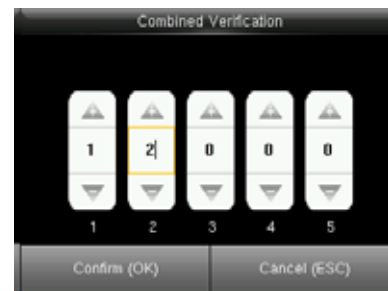 Combined Verification
1 2 0 0 0
1 2 3 4 5
Confirm (OK) Cancel (ESC)